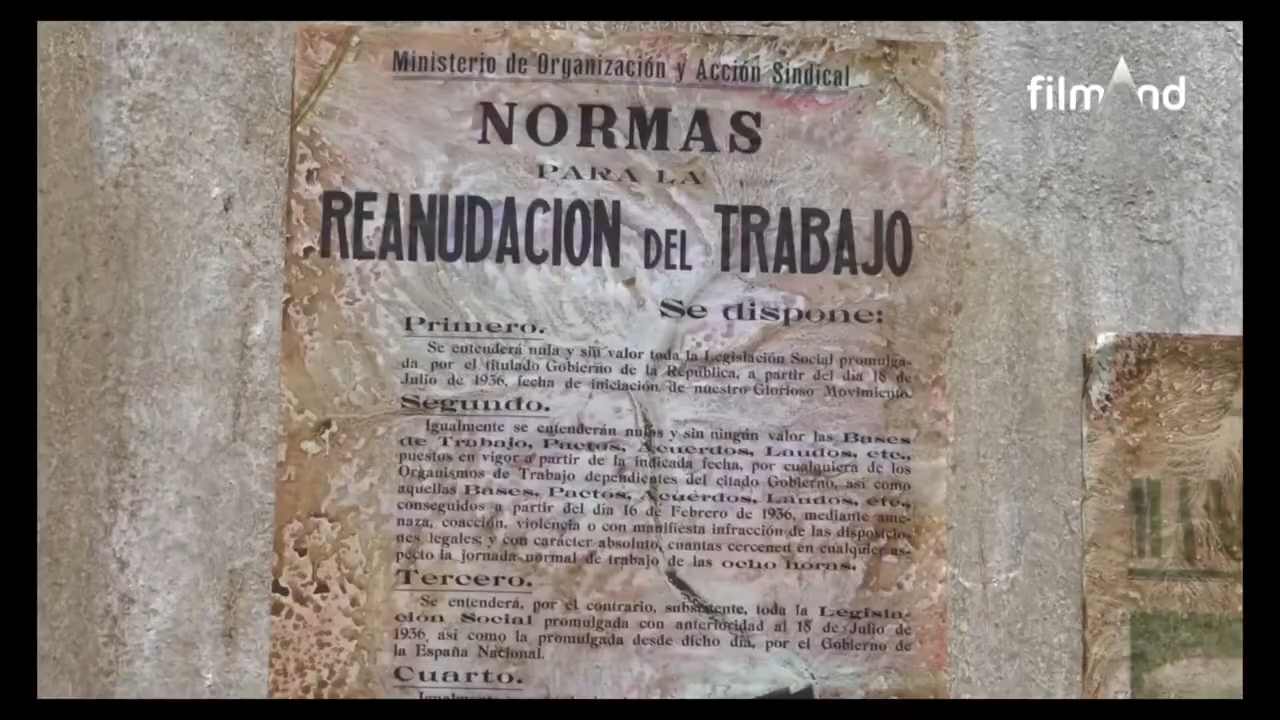 Ministerio de Organización y Acción Sindical
filmAnd
NORMAS
PARA LA
REANUDACION DEL TRABAJO
Se dispone:
Primero.
Se entenderá nula y sin valor toda la Legislación Social promulga-
da por el titulado Gobierno de la República, a partir del día 18 de
Julio de 1936, fecha de iniciación de nuestro Glorioso Movimiento.
Segundo.
Igualmente se entenderán nulos y sin ningún valor las Bases
de Trabajo, Pactos, Acuerdos, Laudos, etc.,
puestos en vigor a partir de la indicada fecha, por cualquiera de los
Organismos de Trabajo dependientes del citado Gobierno, así como
aquellas Bases, Pactos, Acuerdos, Laudos, etc.,
conseguidos a partir del día 16 de Febrero de 1936, mediante ame-
naza, coacción, violencia o con manifiesta infracción de las disposicio-
nes legales; y con carácter absoluto, cuantas cercenen en cualquier as-
pecto la jornada normal de trabajo de las ocho horas.
Tercero.
Se entenderá, por el contrario, subsistente, toda la Legisla-
ción Social promulgada con anterioridad al 18 de Julio de
1936, así como la promulgada desde dicho día, por el Gobierno de
la España Nacional.
Cuarto.